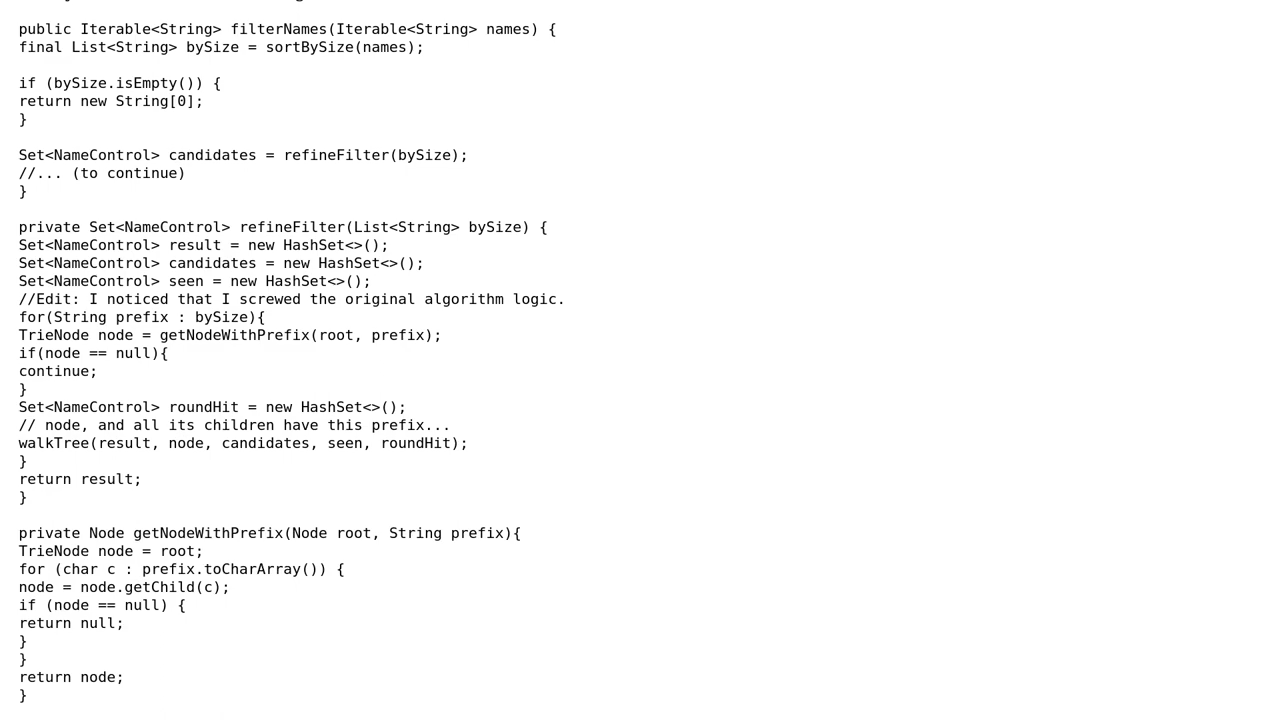 public Iterable<String> filterNames(Iterable<String> names) {
final List<String> bySize = sortBySize(names);
if (bySize.isEmpty()) {
return new String[0];
}
Set<NameControl> candidates = refineFilter(bySize);
//... (to continue)
}
private Set<NameControl> refineFilter(List<String> bySize) {
Set<NameControl> result = new HashSet<>();
Set<NameControl> candidates = new HashSet<>();
Set<NameControl> seen = new HashSet<>();
//Edit: I noticed that I screwed the original algorithm logic.
for(String prefix : bySize){
TrieNode node = getNodeWithPrefix(root, prefix);
if(node == null){
continue;
}
Set<NameControl> roundHit = new HashSet<>();
// node, and all its children have this prefix...
walkTree(result, node, candidates, seen, roundHit);
}
return result;
}
private Node getNodeWithPrefix(Node root, String prefix){
TrieNode node = root;
for (char c : prefix.toCharArray()) {
node = node.getChild(c);
if (node == null) {
return null;
}
}
return node;
}